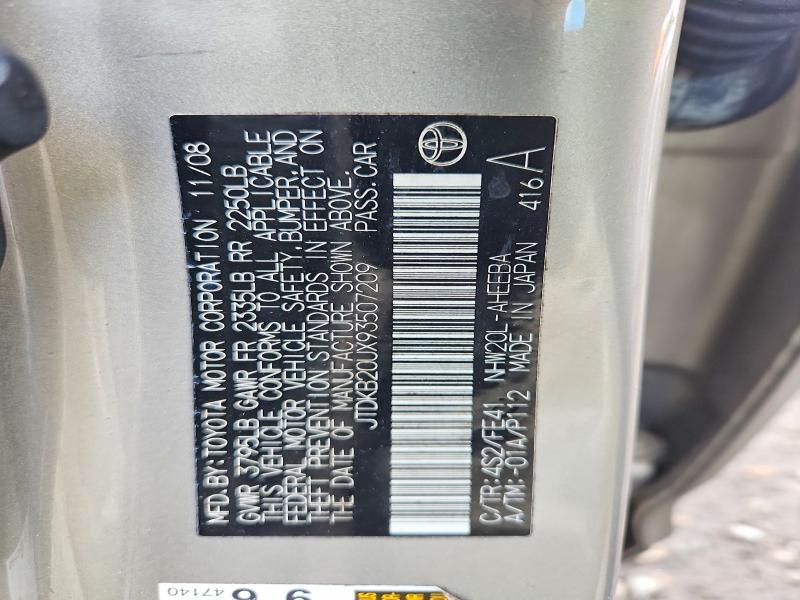 MFD. BY: TOYOTA MOTOR CORPORATION 11/08
GVWR 3795LB GAWR FR 2335LB RR 2250LB
THIS VEHICLE CONFORMS TO ALL APPLICABLE
FEDERAL MOTOR VEHICLE SAFETY, BUMPER, AND
THEFT PREVENTION STANDARDS IN EFFECT ON
THE DATE OF MANUFACTURE SHOWN ABOVE.
JTDKB20UX93507209 PASS. CAR
C/TR: 4S2/FE41 NHW20L-AHEEBA
A/TM: -01A/P112 MADE IN JAPAN 416 A
47140